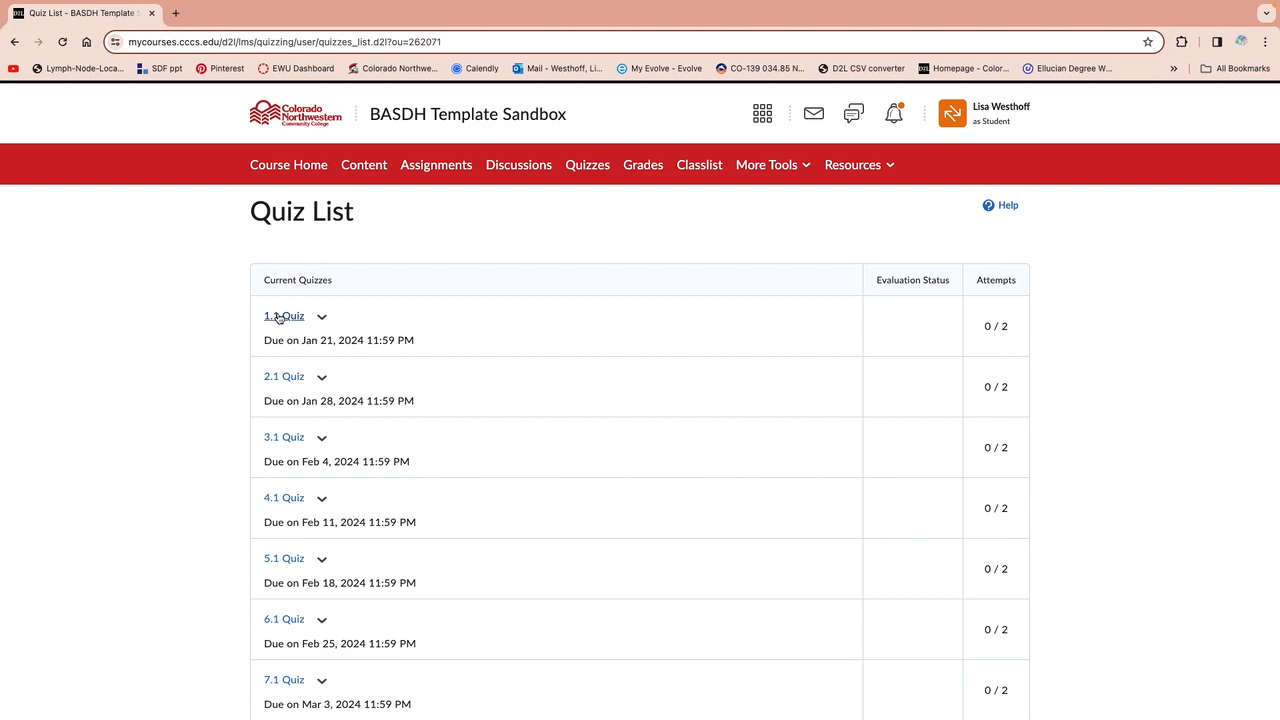 Quiz List - BASDH Template S
mycourses.cccs.edu/d2l/lms/quizzing/user/quizzes_list.d2l?ou=262071
Lymph-Node-Loca... SDF ppt Pinterest EWU Dashboard Colorado Northwe... Calendly Mail - Westhoff, Li... My Evolve - Evolve CO-139 034.85 N... D2L CSV converter D2L Homepage - Color... Ellucian Degree W... » All Bookmarks
Colorado
Northwestern
Community College
BASDH Template Sandbox
Lisa Westhoff
as Student
Course Home Content Assignments Discussions Quizzes Grades Classlist More Tools Resources
Quiz List
Help
Current Quizzes Evaluation Status Attempts
Quiz
Due on Jan 21, 2024 11:59 PM
0 / 2
2.1 Quiz
Due on Jan 28, 2024 11:59 PM
0 / 2
3.1 Quiz
Due on Feb 4, 2024 11:59 PM
0 / 2
4.1 Quiz
Due on Feb 11, 2024 11:59 PM
0 / 2
5.1 Quiz
Due on Feb 18, 2024 11:59 PM
0 / 2
6.1 Quiz
Due on Feb 25, 2024 11:59 PM
0 / 2
7.1 Quiz
Due on Mar 3, 2024 11:59 PM
0 / 2